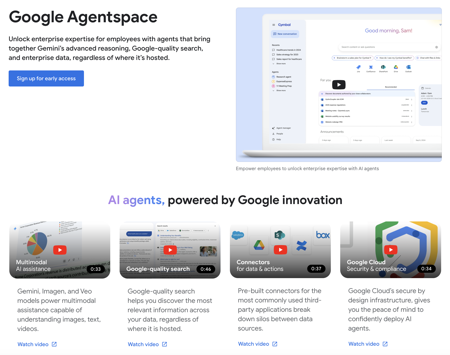 Google Agentspace
Unlock enterprise expertise for employees with agents that
bring together Gemini's advanced reasoning, Google-quality search,
and enterprise data, regardless of where it's hosted.
Sign up for early access
Good morning, Sam!
Empower employees to unlock enterprise expertise with AI agents
AI agents, powered by Google innovation
Multimodal
AI assistance
0:33
Google-quality search
0:46
box
Connectors
for data & actions
0:37
Google Cloud
Security & compliance
0:34
Gemini, Imagen, and Veo
models power multimodal
assistance capable of
understanding images, text,
videos.
Watch video
Google-quality search
helps you discover the most
relevant information across
your data, regardless of
where it is hosted.
Watch video
Pre-built connectors for the
most commonly used third-
party applications break
down silos between data
sources.
Watch video
Google Cloud's secure by
design infrastructure, gives
you the peace of mind to
confidently deploy AI
agents.
Watch video